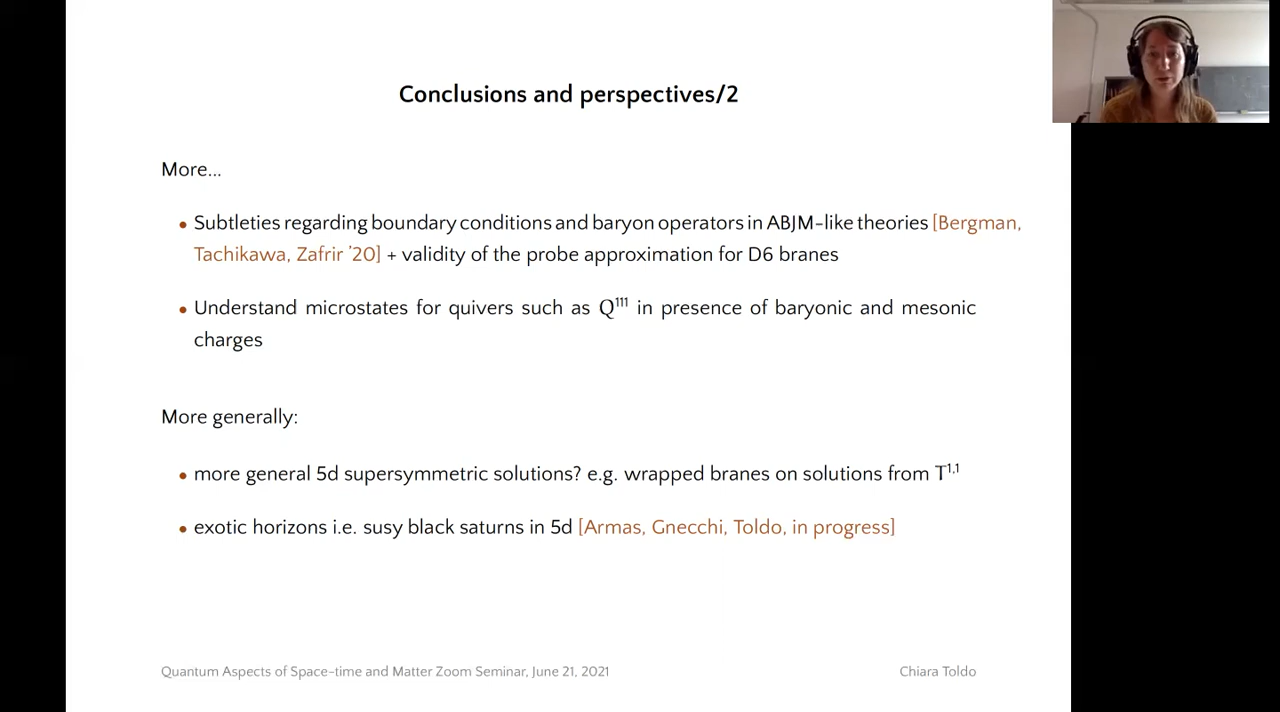 Conclusions and perspectives/2
More...
• Subtleties regarding boundary conditions and baryon operators in ABJM-like theories [Bergman,
Tachikawa, Zafrir ’20] + validity of the probe approximation for D6 branes
• Understand microstates for quivers such as Q¹¹¹ in presence of baryonic and mesonic
charges
More generally:
• more general 5d supersymmetric solutions? e.g. wrapped branes on solutions from T¹,¹
• exotic horizons i.e. susy black saturns in 5d [Armas, Gnecchi, Toldo, in progress]
Quantum Aspects of Space-time and Matter Zoom Seminar, June 21, 2021
Chiara Toldo